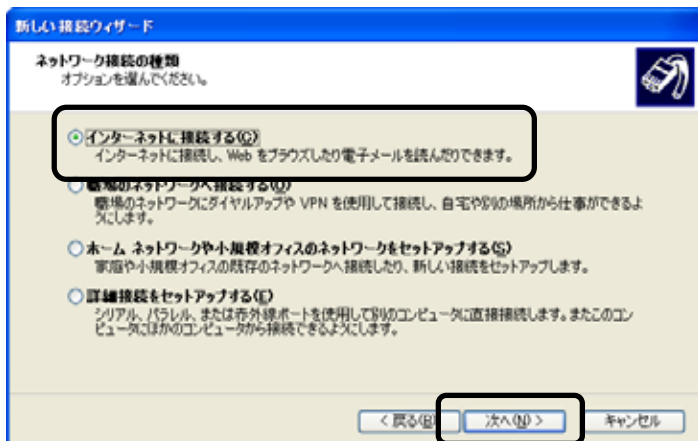 新しい接続ウィザード
ネットワーク接続の種類
オプションを選んでください。
インターネットに接続する(C)
インターネットに接続し、Web をブラウズしたり電子メールを読んだりできます。
職場のネットワークへ接続する(O)
職場のネットワークにダイヤルアップや VPN を使用して接続し、自宅や別の場所から仕事ができるよ
うにします。
ホーム ネットワークや小規模オフィスのネットワークをセットアップする(S)
家庭や小規模オフィスの既存のネットワークへ接続したり、新しい接続をセットアップします。
詳細接続をセットアップする(E)
シリアル、パラレル、または赤外線ポートを使用して別のコンピュータに直接接続します。またこのコン
ピュータにほかのコンピュータから接続できるようにします。
< 戻る(B) 次へ(N) > キャンセル